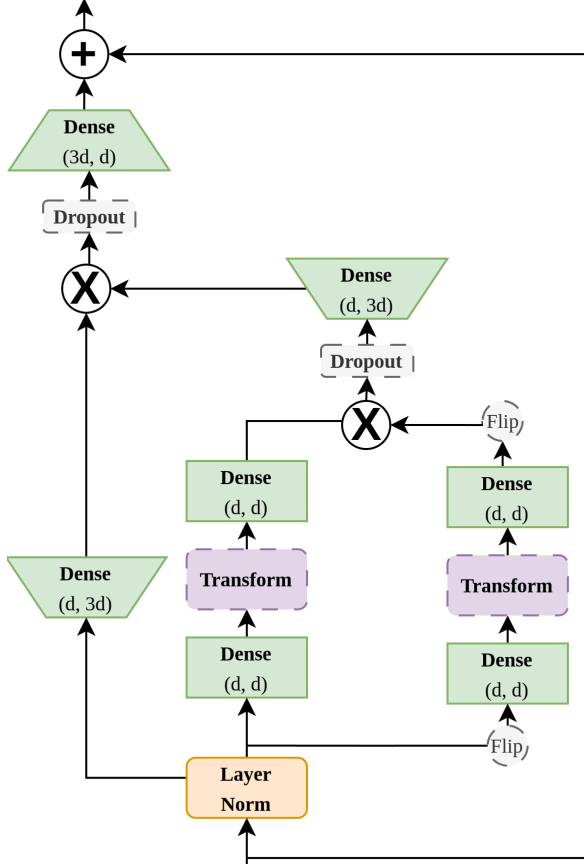 +
Dense
(3d, d)
Dropout
X
Dense
(d, 3d)
Dropout
X
Flip
Dense
(d, d)
Dense
(d, d)
Transform
Transform
Dense
(d, 3d)
Dense
(d, d)
Dense
(d, d)
Flip
Layer
Norm